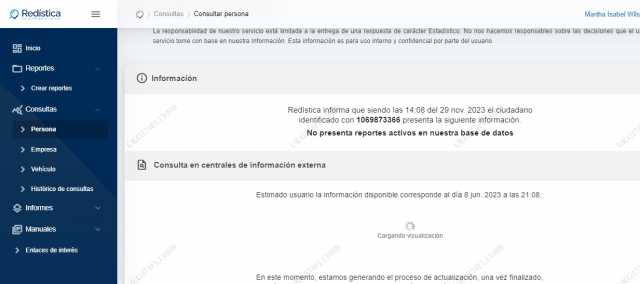 Redística
Consultas
Consultar persona
Martha Isabel Wils
La responsabilidad de nuestro servicio está limitada a la entrega de una respuesta de carácter Estadístico. No nos hacemos responsables sobre las decisiones que el u
servicio tome con base en nuestra Información. Esta información es para uso interno y confidencial por parte del usuario.
Inicio
Reportes
Crear reportes
Consultas
Persona
Empresa
Vehículo
Histórico de consultas
Informes
Manuales
Enlaces de interés
Información
Redística informa que siendo las 14:08 del 29 nov. 2023 el ciudadano
identificado con 1069873366 presenta la siguiente información.
No presenta reportes activos en nuestra base de datos
Consulta en centrales de información externa
Estimado usuario la información disponible corresponde al día 6 jun. 2023 a las 21:08.
Cargando visualización
En este momento, estamos generando el proceso de actualización, una vez finalizado,